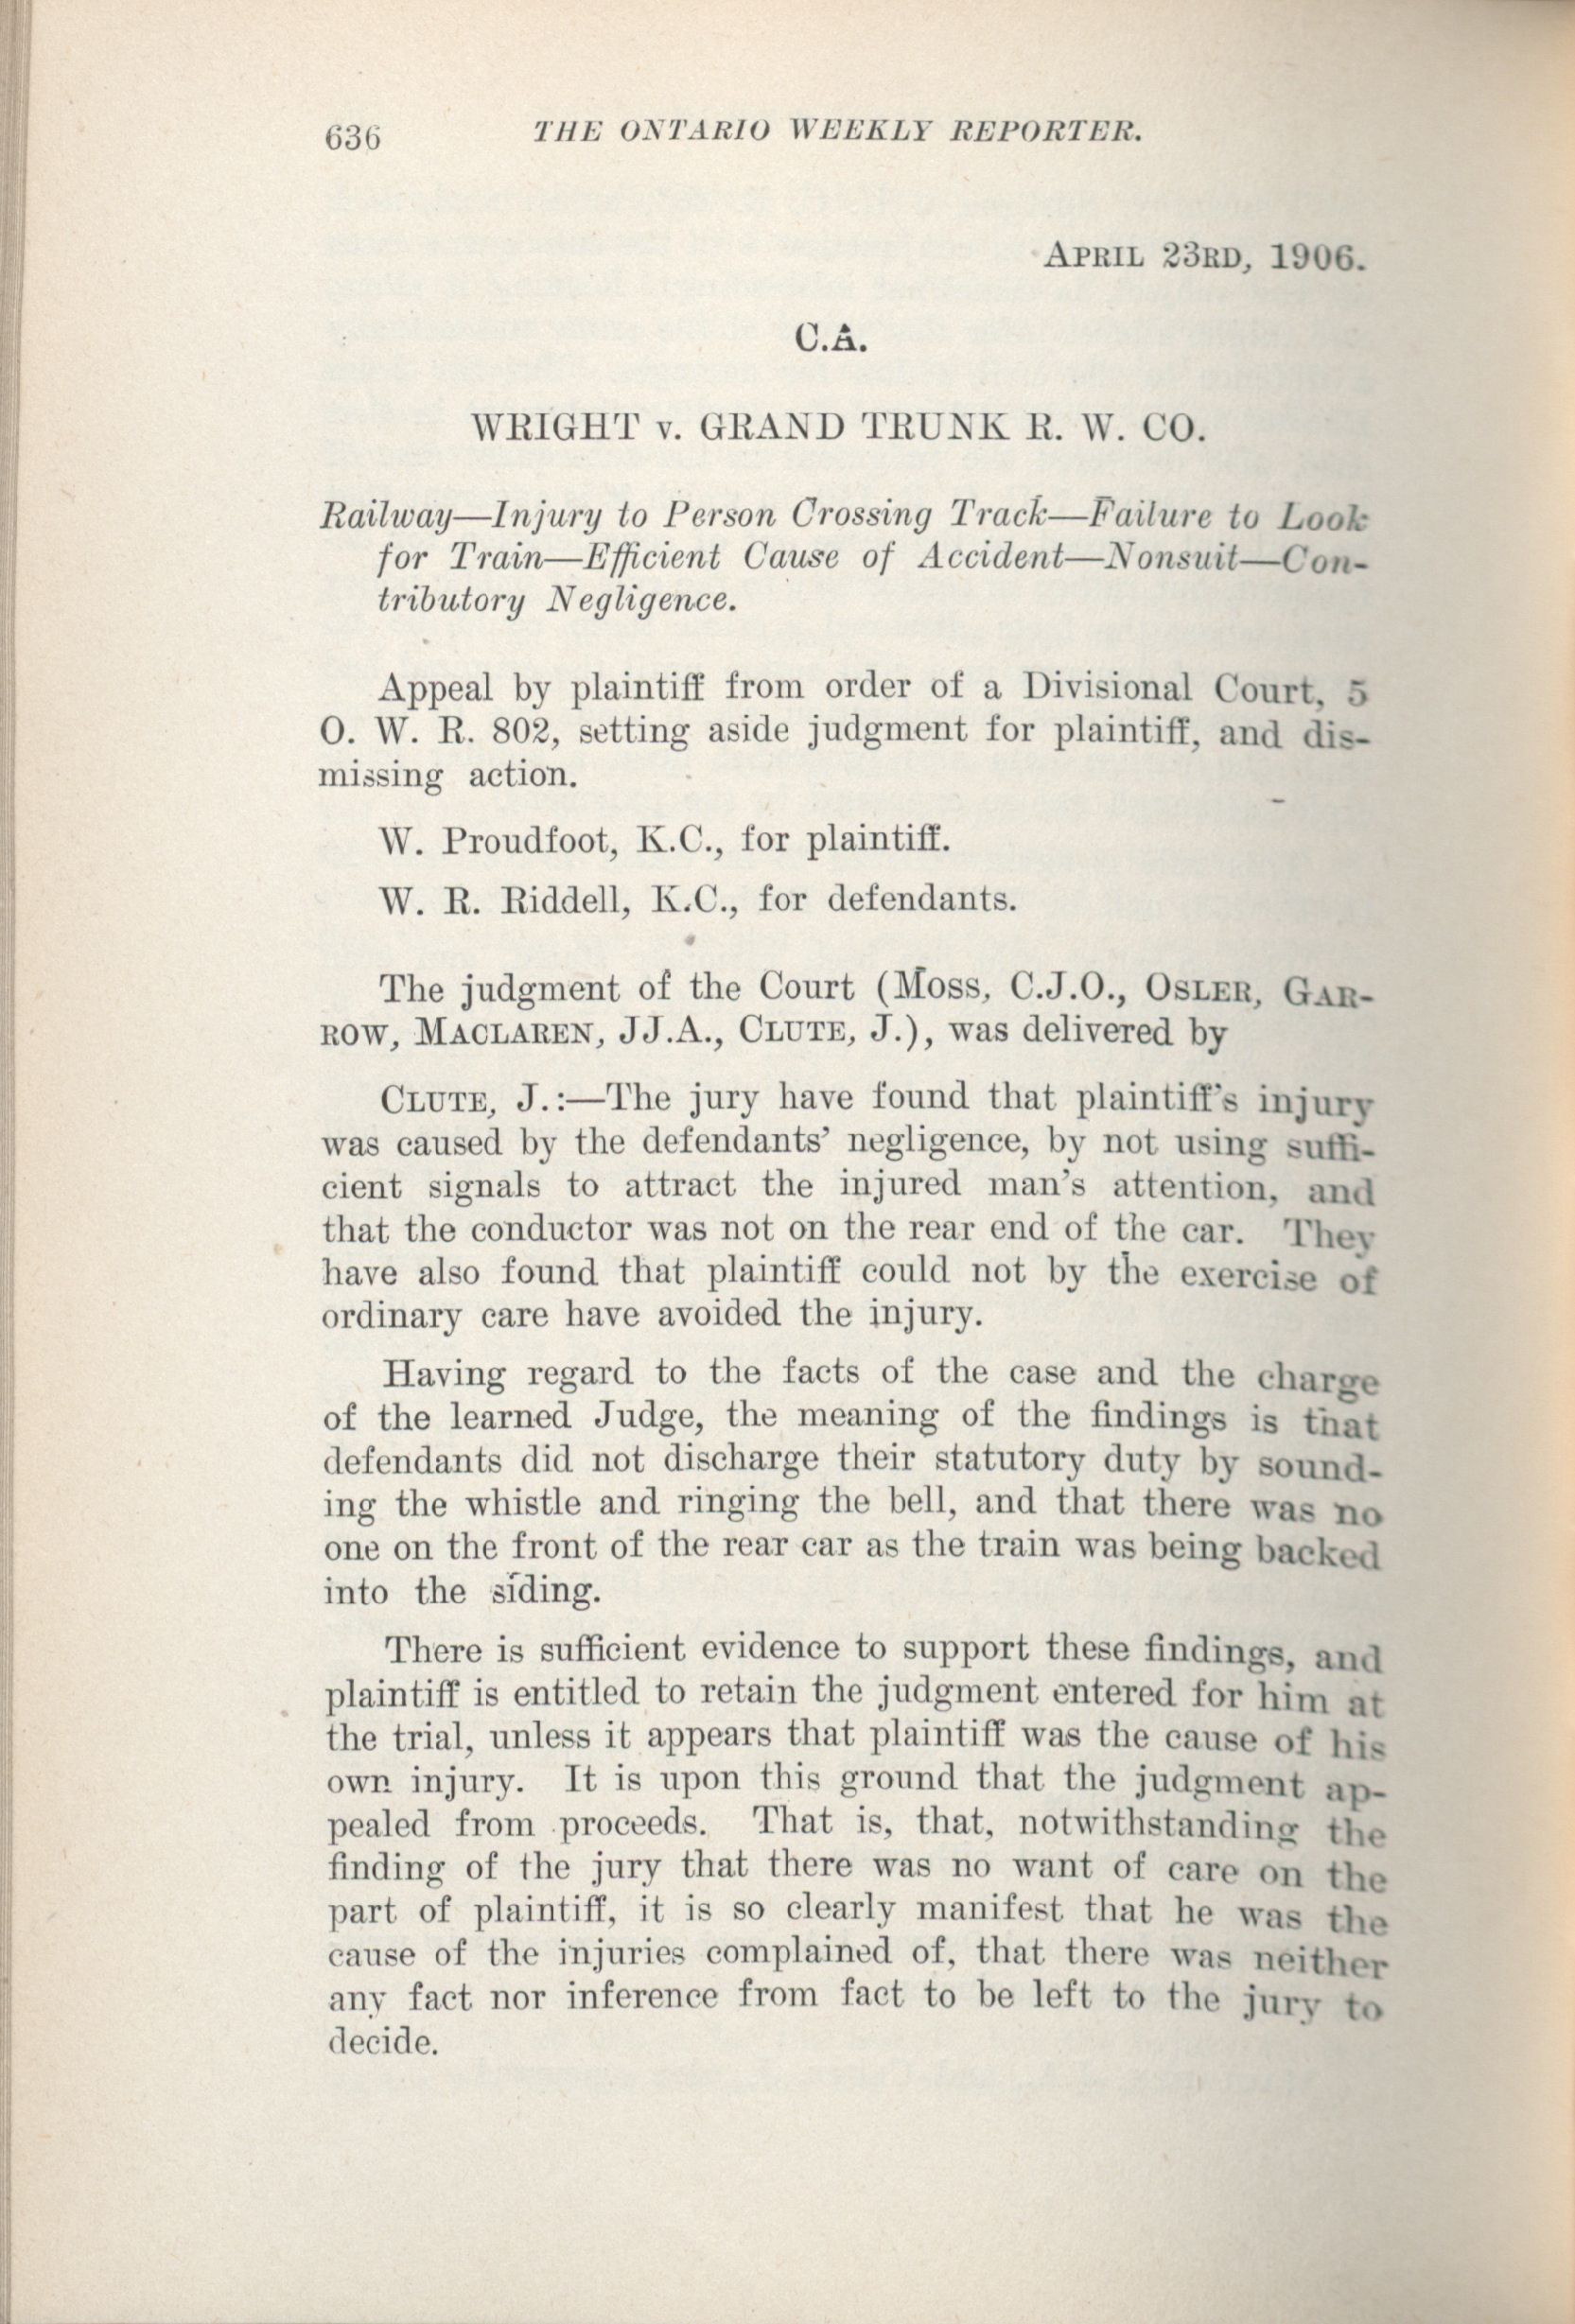 636 THE ONTARIO WEEKLY REPORTER.
APRIL 23RD, 1906.
C.A.
WRIGHT v. GRAND TRUNK R. W. CO.
Railway—Injury to Person Crossing Track—Failure to Look
for Train—Efficient Cause of Accident—Nonsuit—Con-
tributory Negligence.
Appeal by plaintiff from order of a Divisional Court, 5
O. W. R. 802, setting aside judgment for plaintiff, and dis-
missing action.
W. Proudfoot, K.C., for plaintiff.
W. R. Riddell, K.C., for defendants.
The judgment of the Court (Moss, C.J.O., OSLER, GAR-
ROW, MACLAREN, JJ.A., CLUTE, J.), was delivered by
CLUTE, J.:—The jury have found that plaintiff's injury
was caused by the defendants' negligence, by not using suffi-
cient signals to attract the injured man's attention, and
that the conductor was not on the rear end of the car. They
have also found that plaintiff could not by the exercise of
ordinary care have avoided the injury.
Having regard to the facts of the case and the charge
of the learned Judge, the meaning of the findings is that
defendants did not discharge their statutory duty by sound-
ing the whistle and ringing the bell, and that there was no
one on the front of the rear car as the train was being backed
into the siding.
There is sufficient evidence to support these findings, and
plaintiff is entitled to retain the judgment entered for him at
the trial, unless it appears that plaintiff was the cause of his
own injury. It is upon this ground that the judgment ap-
pealed from proceeds. That is, that, notwithstanding the
finding of the jury that there was no want of care on the
part of plaintiff, it is so clearly manifest that he was the
cause of the injuries complained of, that there was neither
any fact nor inference from fact to be left to the jury to
decide.